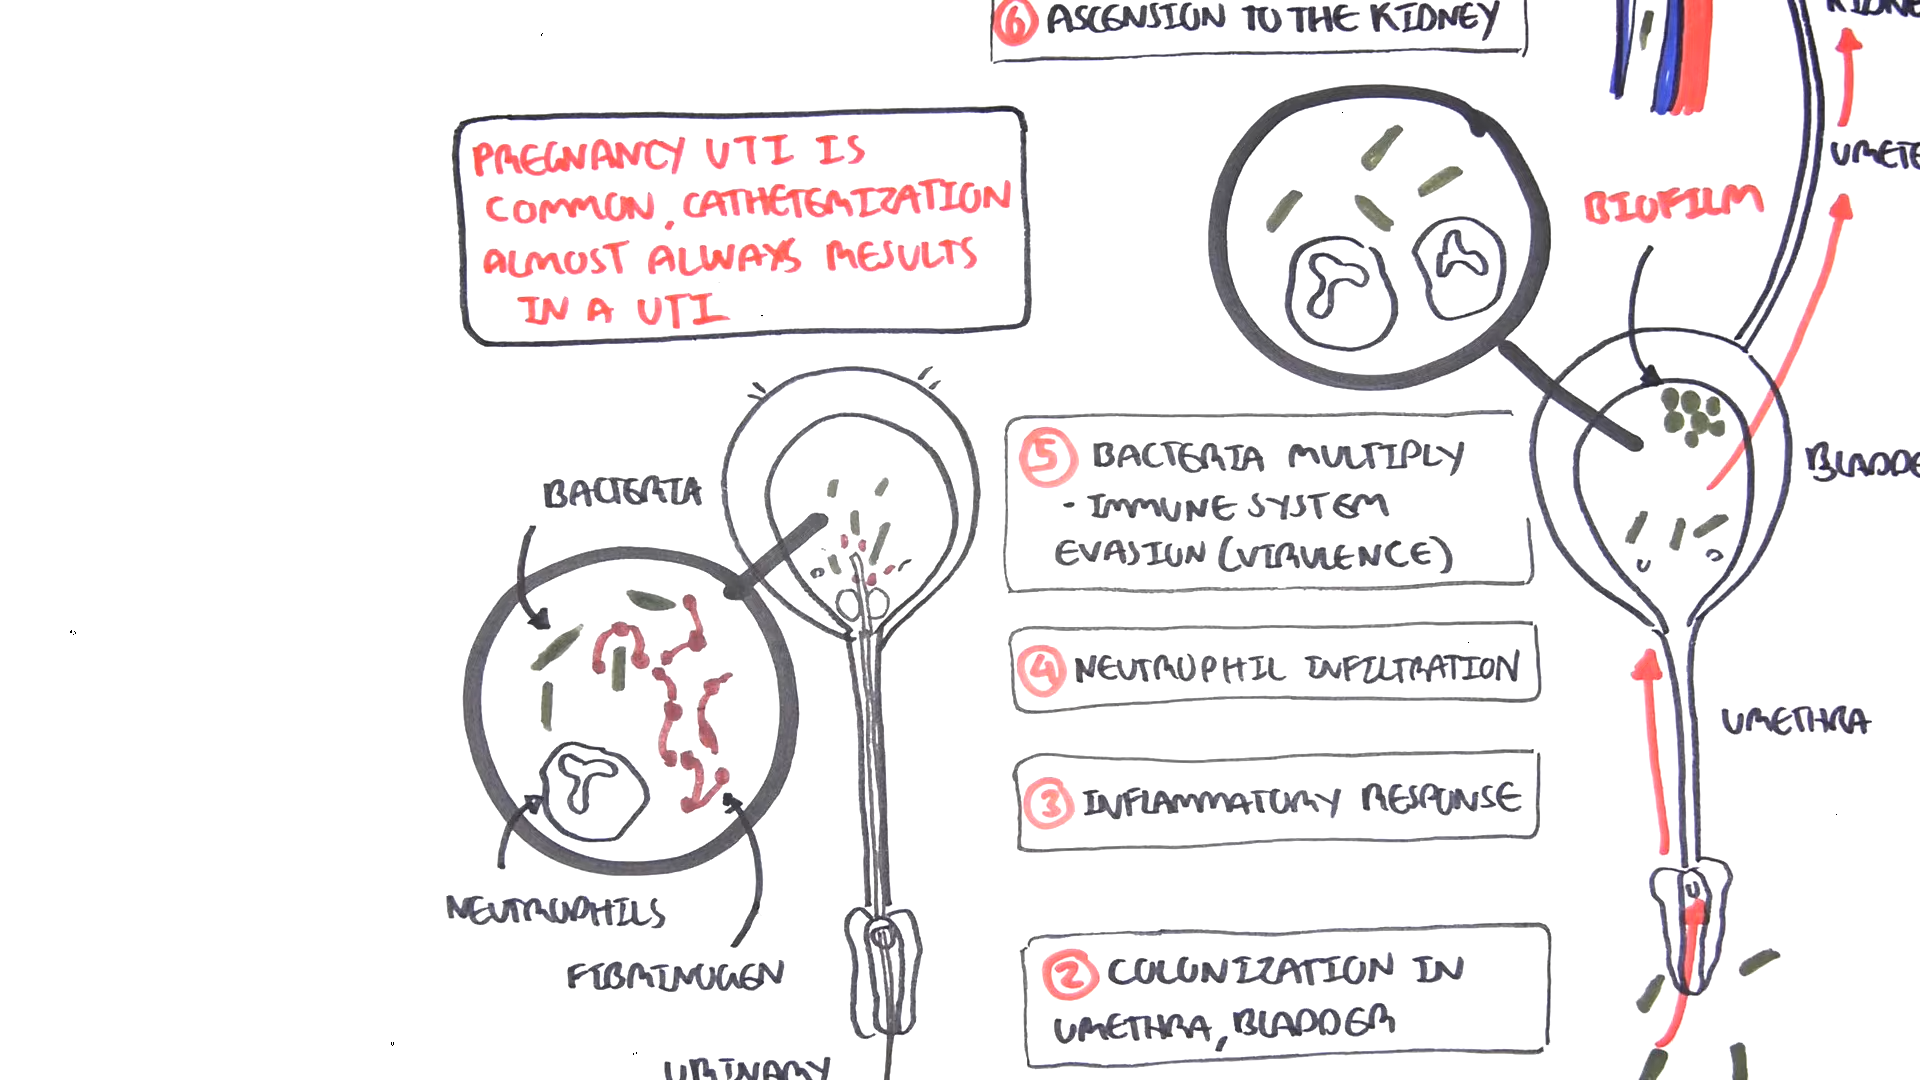 6 ASCENSION TO THE KIDNEY
PREGNANCY UTI IS
COMMON, CATHETERIZATION
ALMOST ALWAYS RESULTS
IN A UTI
BIOFILM
BACTERIA
5 BACTERIA MULTIPLY
- IMMUNE SYSTEM
EVASION (VIRULENCE)
4 NEUTROPHIL INFILTRATION
URETHRA
3 INFLAMMATORY RESPONSE
NEUTROPHILS
FIBRINOGEN
2 COLONIZATION IN
URETHRA, BLADDER
URINARY